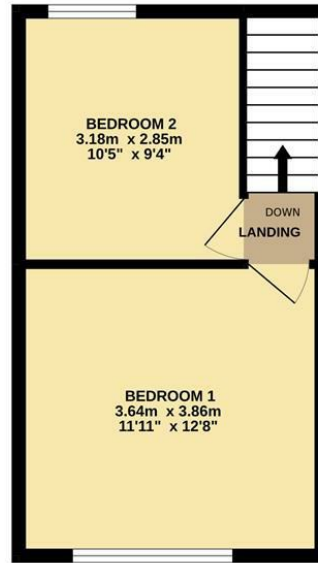 BEDROOM 2
3.18m x 2.85m
10'5" x 9'4"
DOWN
LANDING
BEDROOM 1
3.64m x 3.86m
11'11" x 12'8"